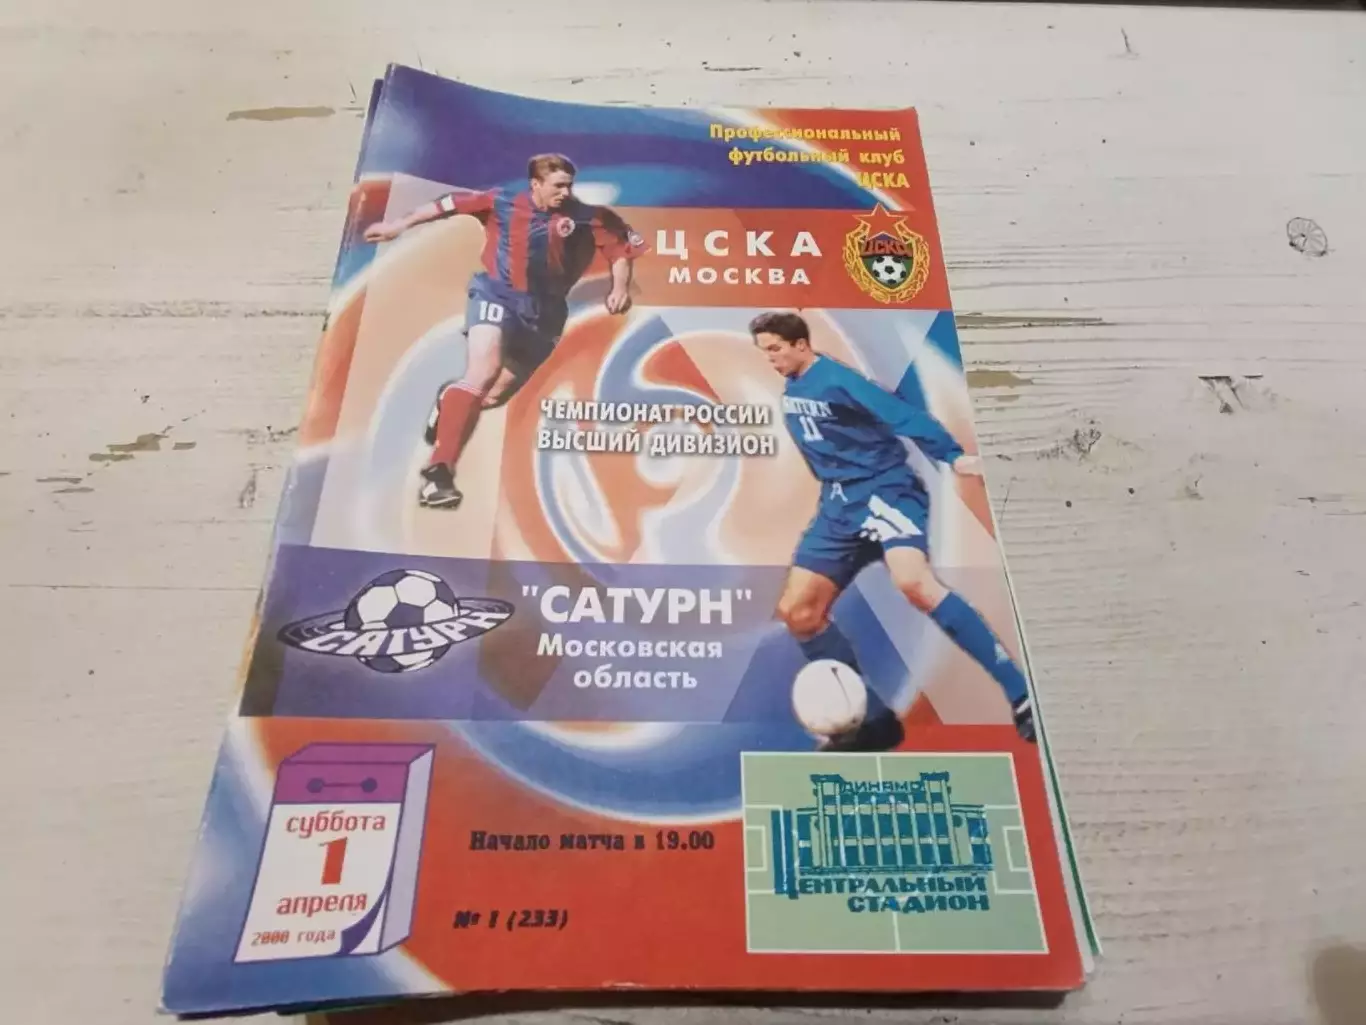 Профессиональный
футбольный клуб
ЦСКА
ЦСКА
МОСКВА
ЦСКА
10
11
ЧЕМПИОНАТ РОССИИ
ВЫСШИЙ ДИВИЗИОН
САТУРН
"САТУРН"
Московская
область
суббота
1
апреля
2000 года
Начало матча в 19.00
№ 1 (233)
ДИНАМО
ЦЕНТРАЛЬНЫЙ
СТАДИОН